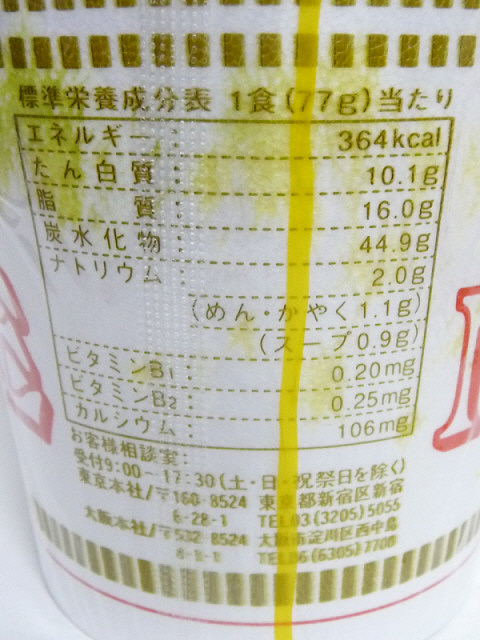 標準栄養成分表 1食(77g)当たり
エネルギー: 364kcal
たん白質: 10.1g
脂質: 16.0g
炭水化物: 44.9g
ナトリウム: 2.0g
(めん・かやく1.1g)
(スープ0.9g)
ビタミンB1: 0.20mg
ビタミンB2: 0.25mg
カルシウム: 106mg
お客様相談室:
受付9:00〜17:30(土・日・祝祭日を除く)
東京本社/〒160-8524 東京都新宿区新宿
6-28-1 TEL03(3205)5055
大阪本社/〒532-8524 大阪市淀川区西中島
TEL06(6305)7700